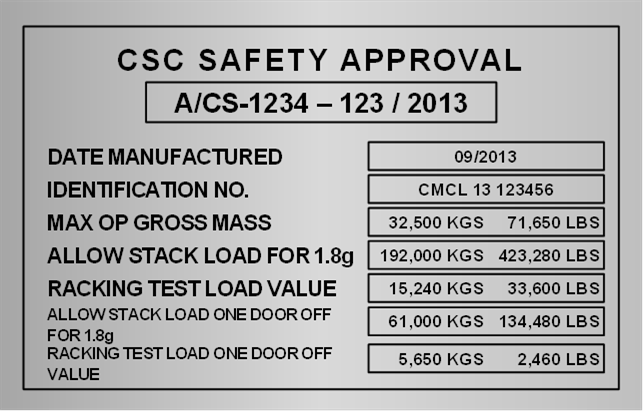 CSC SAFETY APPROVAL
A/CS-1234 – 123 / 2013
DATE MANUFACTURED 09/2013
IDENTIFICATION NO. CMCL 13 123456
MAX OP GROSS MASS 32,500 KGS 71,650 LBS
ALLOW STACK LOAD FOR 1.8g 192,000 KGS 423,280 LBS
RACKING TEST LOAD VALUE 15,240 KGS 33,600 LBS
ALLOW STACK LOAD ONE DOOR OFF
FOR 1.8g 61,000 KGS 134,480 LBS
RACKING TEST LOAD ONE DOOR OFF
VALUE 5,650 KGS 2,460 LBS